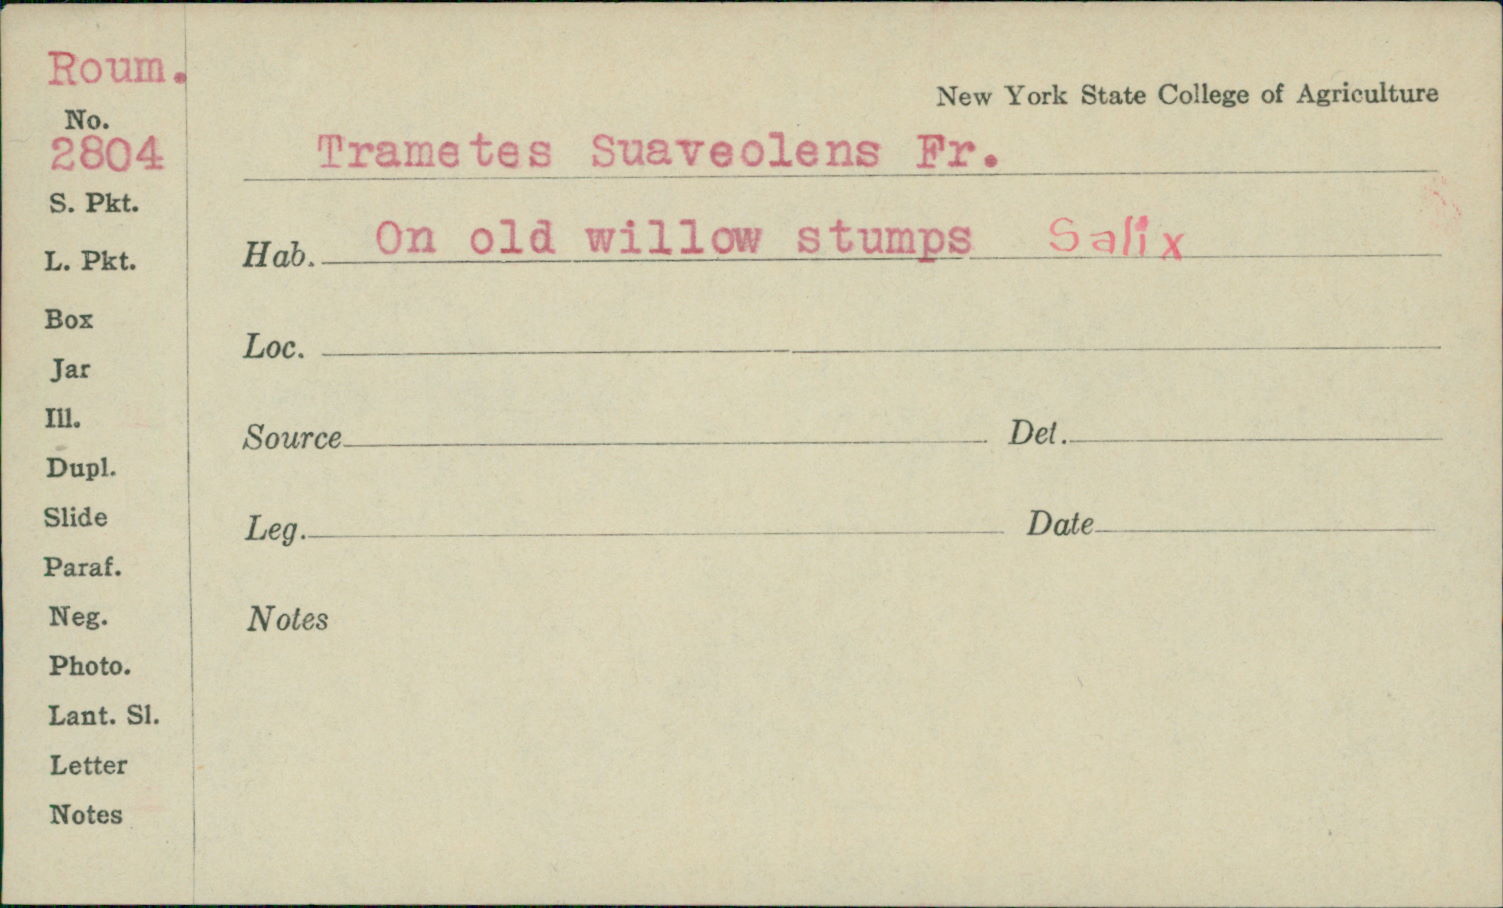 Roum.
New York State College of Agriculture
No.
2804
Trametes Suaveolens Fr.
S. Pkt.
Hab. On old willow stumps Salix
L. Pkt.
Box
Loc.
Jar
Ill.
Source Det.
Dupl.
Slide
Leg. Date
Paraf.
Neg.
Notes
Photo.
Lant. Sl.
Letter
Notes